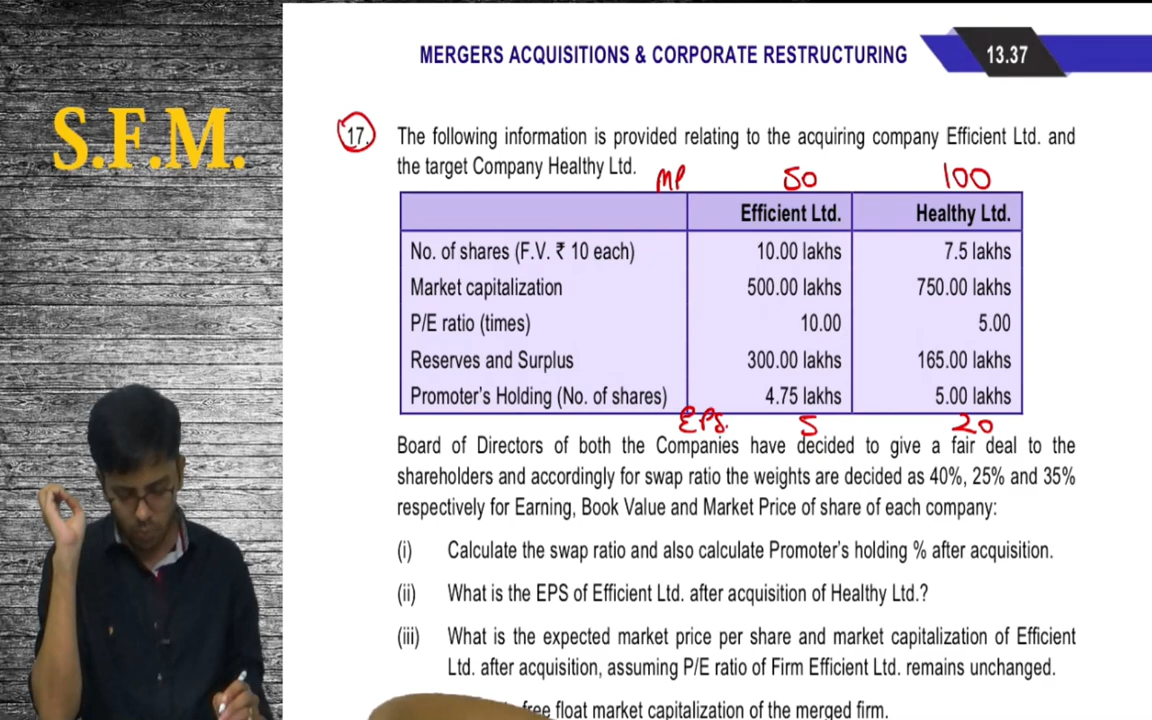 MERGERS ACQUISITIONS & CORPORATE RESTRUCTURING 13.37
S.F.M.
17. The following information is provided relating to the acquiring company Efficient Ltd. and
the target Company Healthy Ltd.
MP 50 100
Efficient Ltd. Healthy Ltd.
No. of shares (F.V. ₹ 10 each) 10.00 lakhs 7.5 lakhs
Market capitalization 500.00 lakhs 750.00 lakhs
P/E ratio (times) 10.00 5.00
Reserves and Surplus 300.00 lakhs 165.00 lakhs
Promoter's Holding (No. of shares) 4.75 lakhs 5.00 lakhs
EPS. 5 20
Board of Directors of both the Companies have decided to give a fair deal to the
shareholders and accordingly for swap ratio the weights are decided as 40%, 25% and 35%
respectively for Earning, Book Value and Market Price of share of each company:
(i) Calculate the swap ratio and also calculate Promoter's holding % after acquisition.
(ii) What is the EPS of Efficient Ltd. after acquisition of Healthy Ltd.?
(iii) What is the expected market price per share and market capitalization of Efficient
Ltd. after acquisition, assuming P/E ratio of Firm Efficient Ltd. remains unchanged.
free float market capitalization of the merged firm.